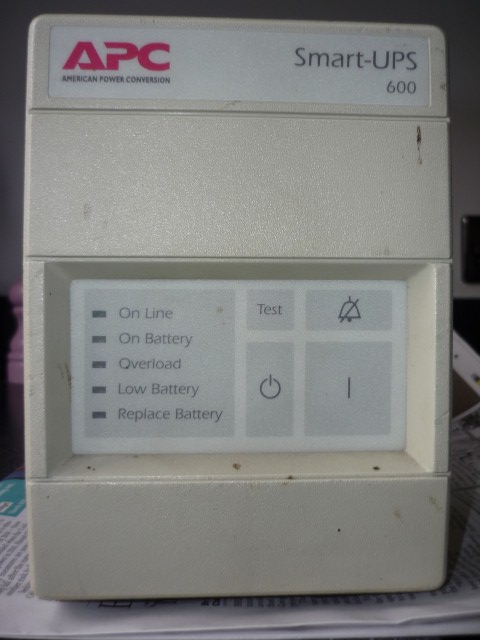 APC
AMERICAN POWER CONVERSION
Smart-UPS
600
On Line
On Battery
Overload
Low Battery
Replace Battery
Test